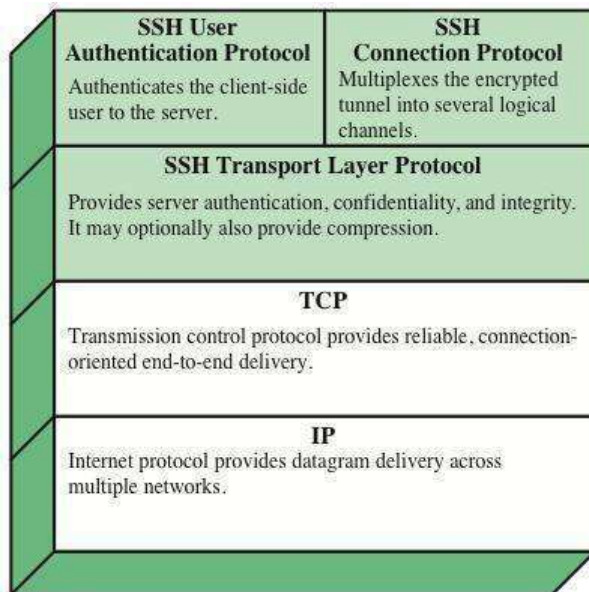 SSH User
Authentication Protocol
Authenticates the client-side
user to the server.
SSH
Connection Protocol
Multiplexes the encrypted
tunnel into several logical
channels.
SSH Transport Layer Protocol
Provides server authentication, confidentiality, and integrity.
It may optionally also provide compression.
TCP
Transmission control protocol provides reliable, connection-
oriented end-to-end delivery.
IP
Internet protocol provides datagram delivery across
multiple networks.